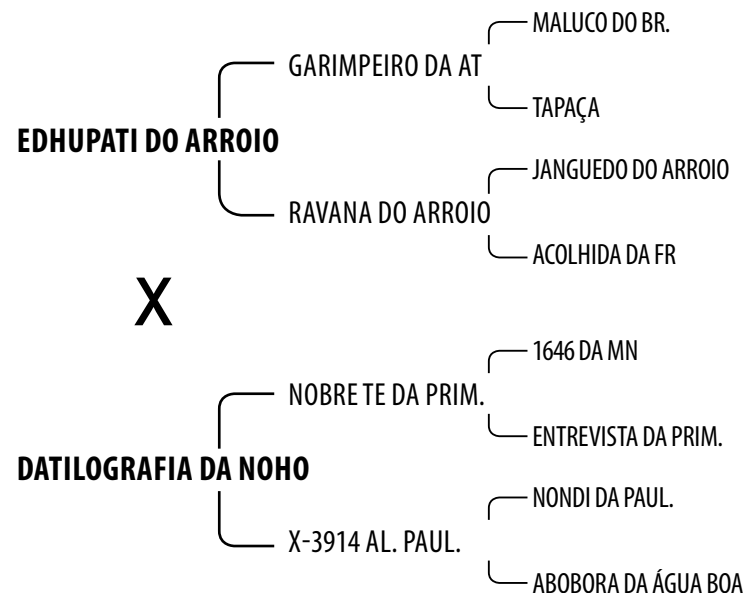 MALUCO DO BR.
GARIMPEIRO DA AT
TAPAÇA
EDHUPATI DO ARROIO
JANGUEDO DO ARROIO
RAVANA DO ARROIO
ACOLHIDA DA FR
X
1646 DA MN
NOBRE TE DA PRIM.
ENTREVISTA DA PRIM.
DATILOGRAFIA DA NOHO
NONDI DA PAUL.
X-3914 AL. PAUL.
ABOBORA DA ÁGUA BOA